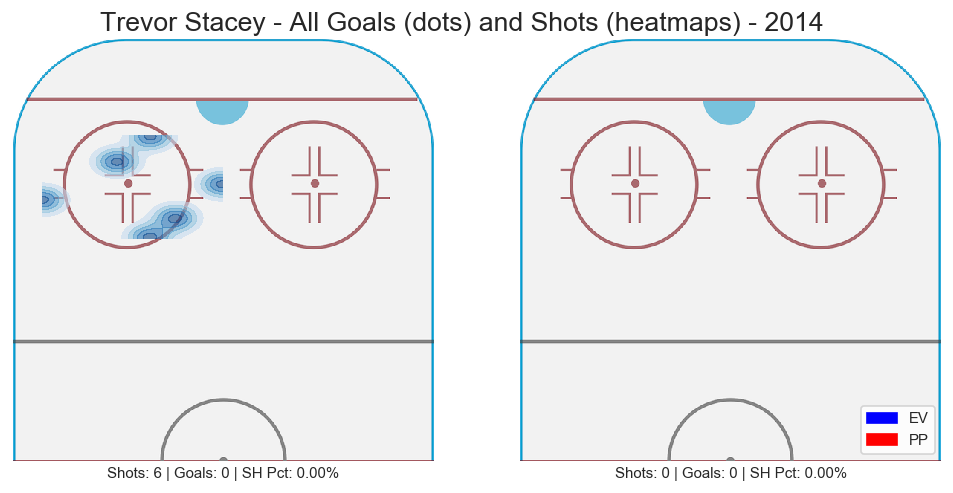 Trevor Stacey - All Goals (dots) and Shots (heatmaps) - 2014
EV
PP
Shots: 6 | Goals: 0 | SH Pct: 0.00%
Shots: 0 | Goals: 0 | SH Pct: 0.00%